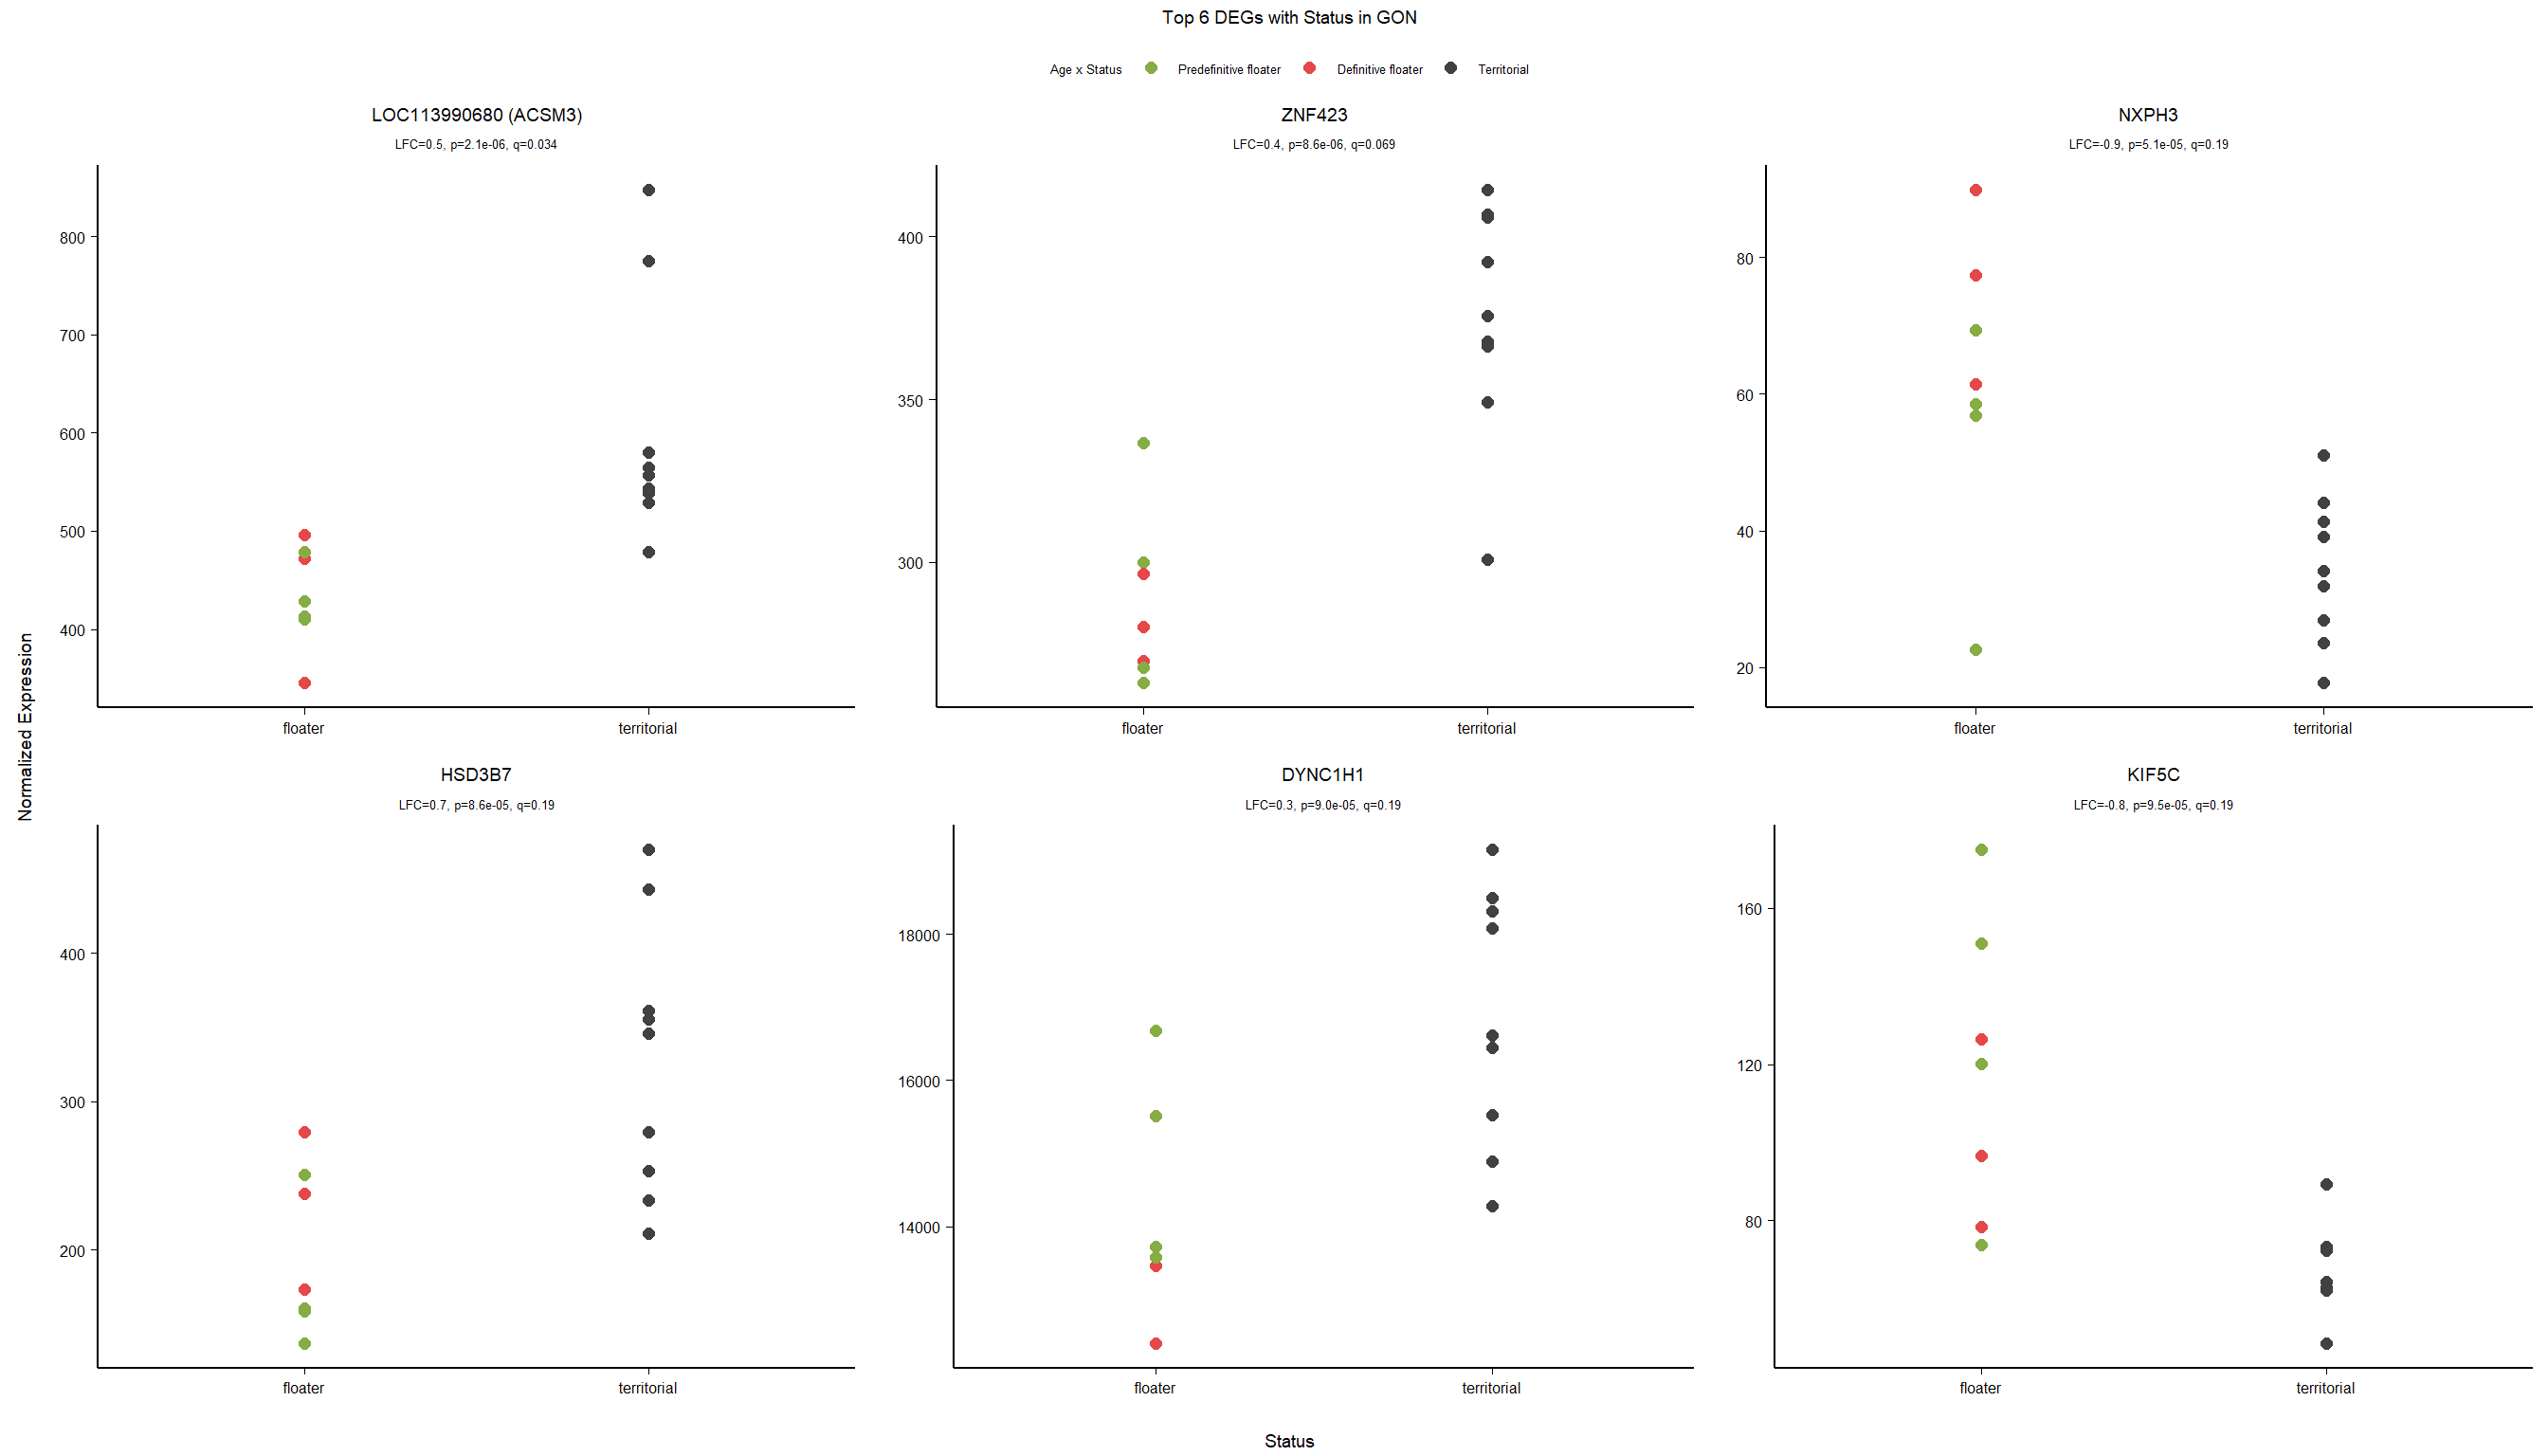 Top 6 DEGs with Status in GON
Age x Status Predefinitive floater Definitive floater Territorial
LOC113990680 (ACSM3)
LFC=0.5, p=2.1e-06, q=0.034
800
700
600
500
400
floater territorial
ZNF423
LFC=0.4, p=8.6e-06, q=0.069
400
350
300
floater territorial
NXPH3
LFC=-0.9, p=5.1e-05, q=0.19
80
60
40
20
floater territorial
HSD3B7
LFC=0.7, p=8.6e-05, q=0.19
400
300
200
floater territorial
DYNC1H1
LFC=0.3, p=9.0e-05, q=0.19
18000
16000
14000
floater territorial
KIF5C
LFC=-0.8, p=9.5e-05, q=0.19
160
120
80
floater territorial
Normalized Expression
Status